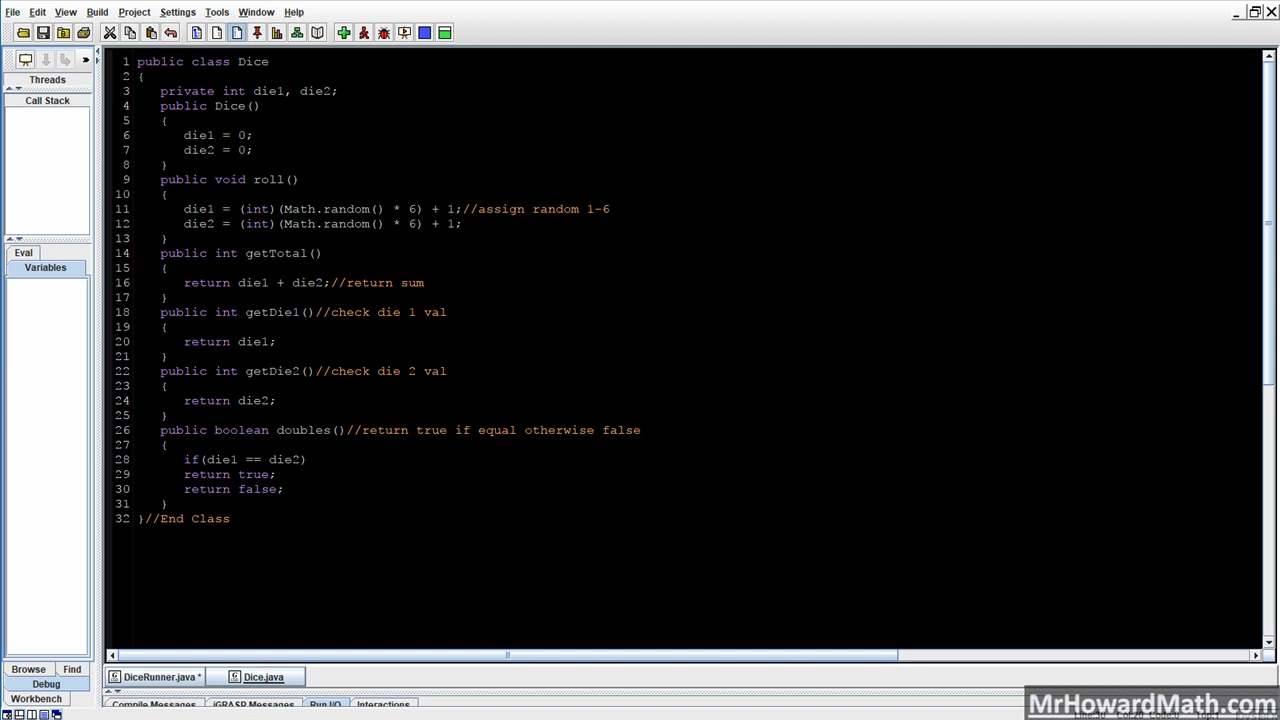 File Edit View Build Project Settings Tools Window Help
Threads
Call Stack
Eval
Variables
Browse Find
Debug
Workbench
1 public class Dice
2 {
3 private int die1, die2;
4 public Dice()
5 {
6 die1 = 0;
7 die2 = 0;
8 }
9 public void roll()
10 {
11 die1 = (int)(Math.random() * 6) + 1;//assign random 1-6
12 die2 = (int)(Math.random() * 6) + 1;
13 }
14 public int getTotal()
15 {
16 return die1 + die2;//return sum
17 }
18 public int getDie1()//check die 1 val
19 {
20 return die1;
21 }
22 public int getDie2()//check die 2 val
23 {
24 return die2;
25 }
26 public boolean doubles()//return true if equal otherwise false
27 {
28 if(die1 == die2)
29 return true;
30 return false;
31 }
32 }//End Class
DiceRunner.java * Dice.java
Compile Messages jGRASP Messages Run I/O Interactions
MrHowardMath.com